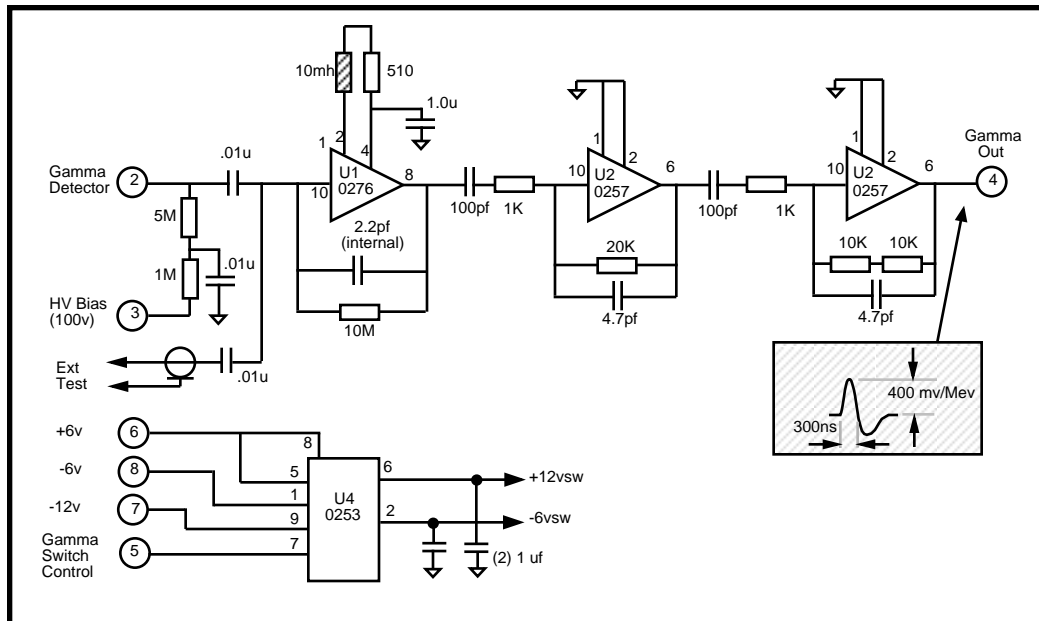 10mh
510
1.0u
2
4
1
U1
0276
10
8
.01u
Gamma
Detector
2
5M
1M
.01u
HV Bias
(100v)
3
Ext
Test
.01u
2.2pf
(internal)
10M
100pf
1K
1
2
10
U2
0257
6
20K
4.7pf
100pf
1K
1
2
10
U2
0257
6
Gamma
Out
4
10K
10K
4.7pf
400 mv/Mev
300ns
+6v
6
-6v
8
-12v
7
Gamma
Switch
Control
5
8
5
1
9
7
U4
0253
6
2
+12vsw
-6vsw
(2) 1 uf